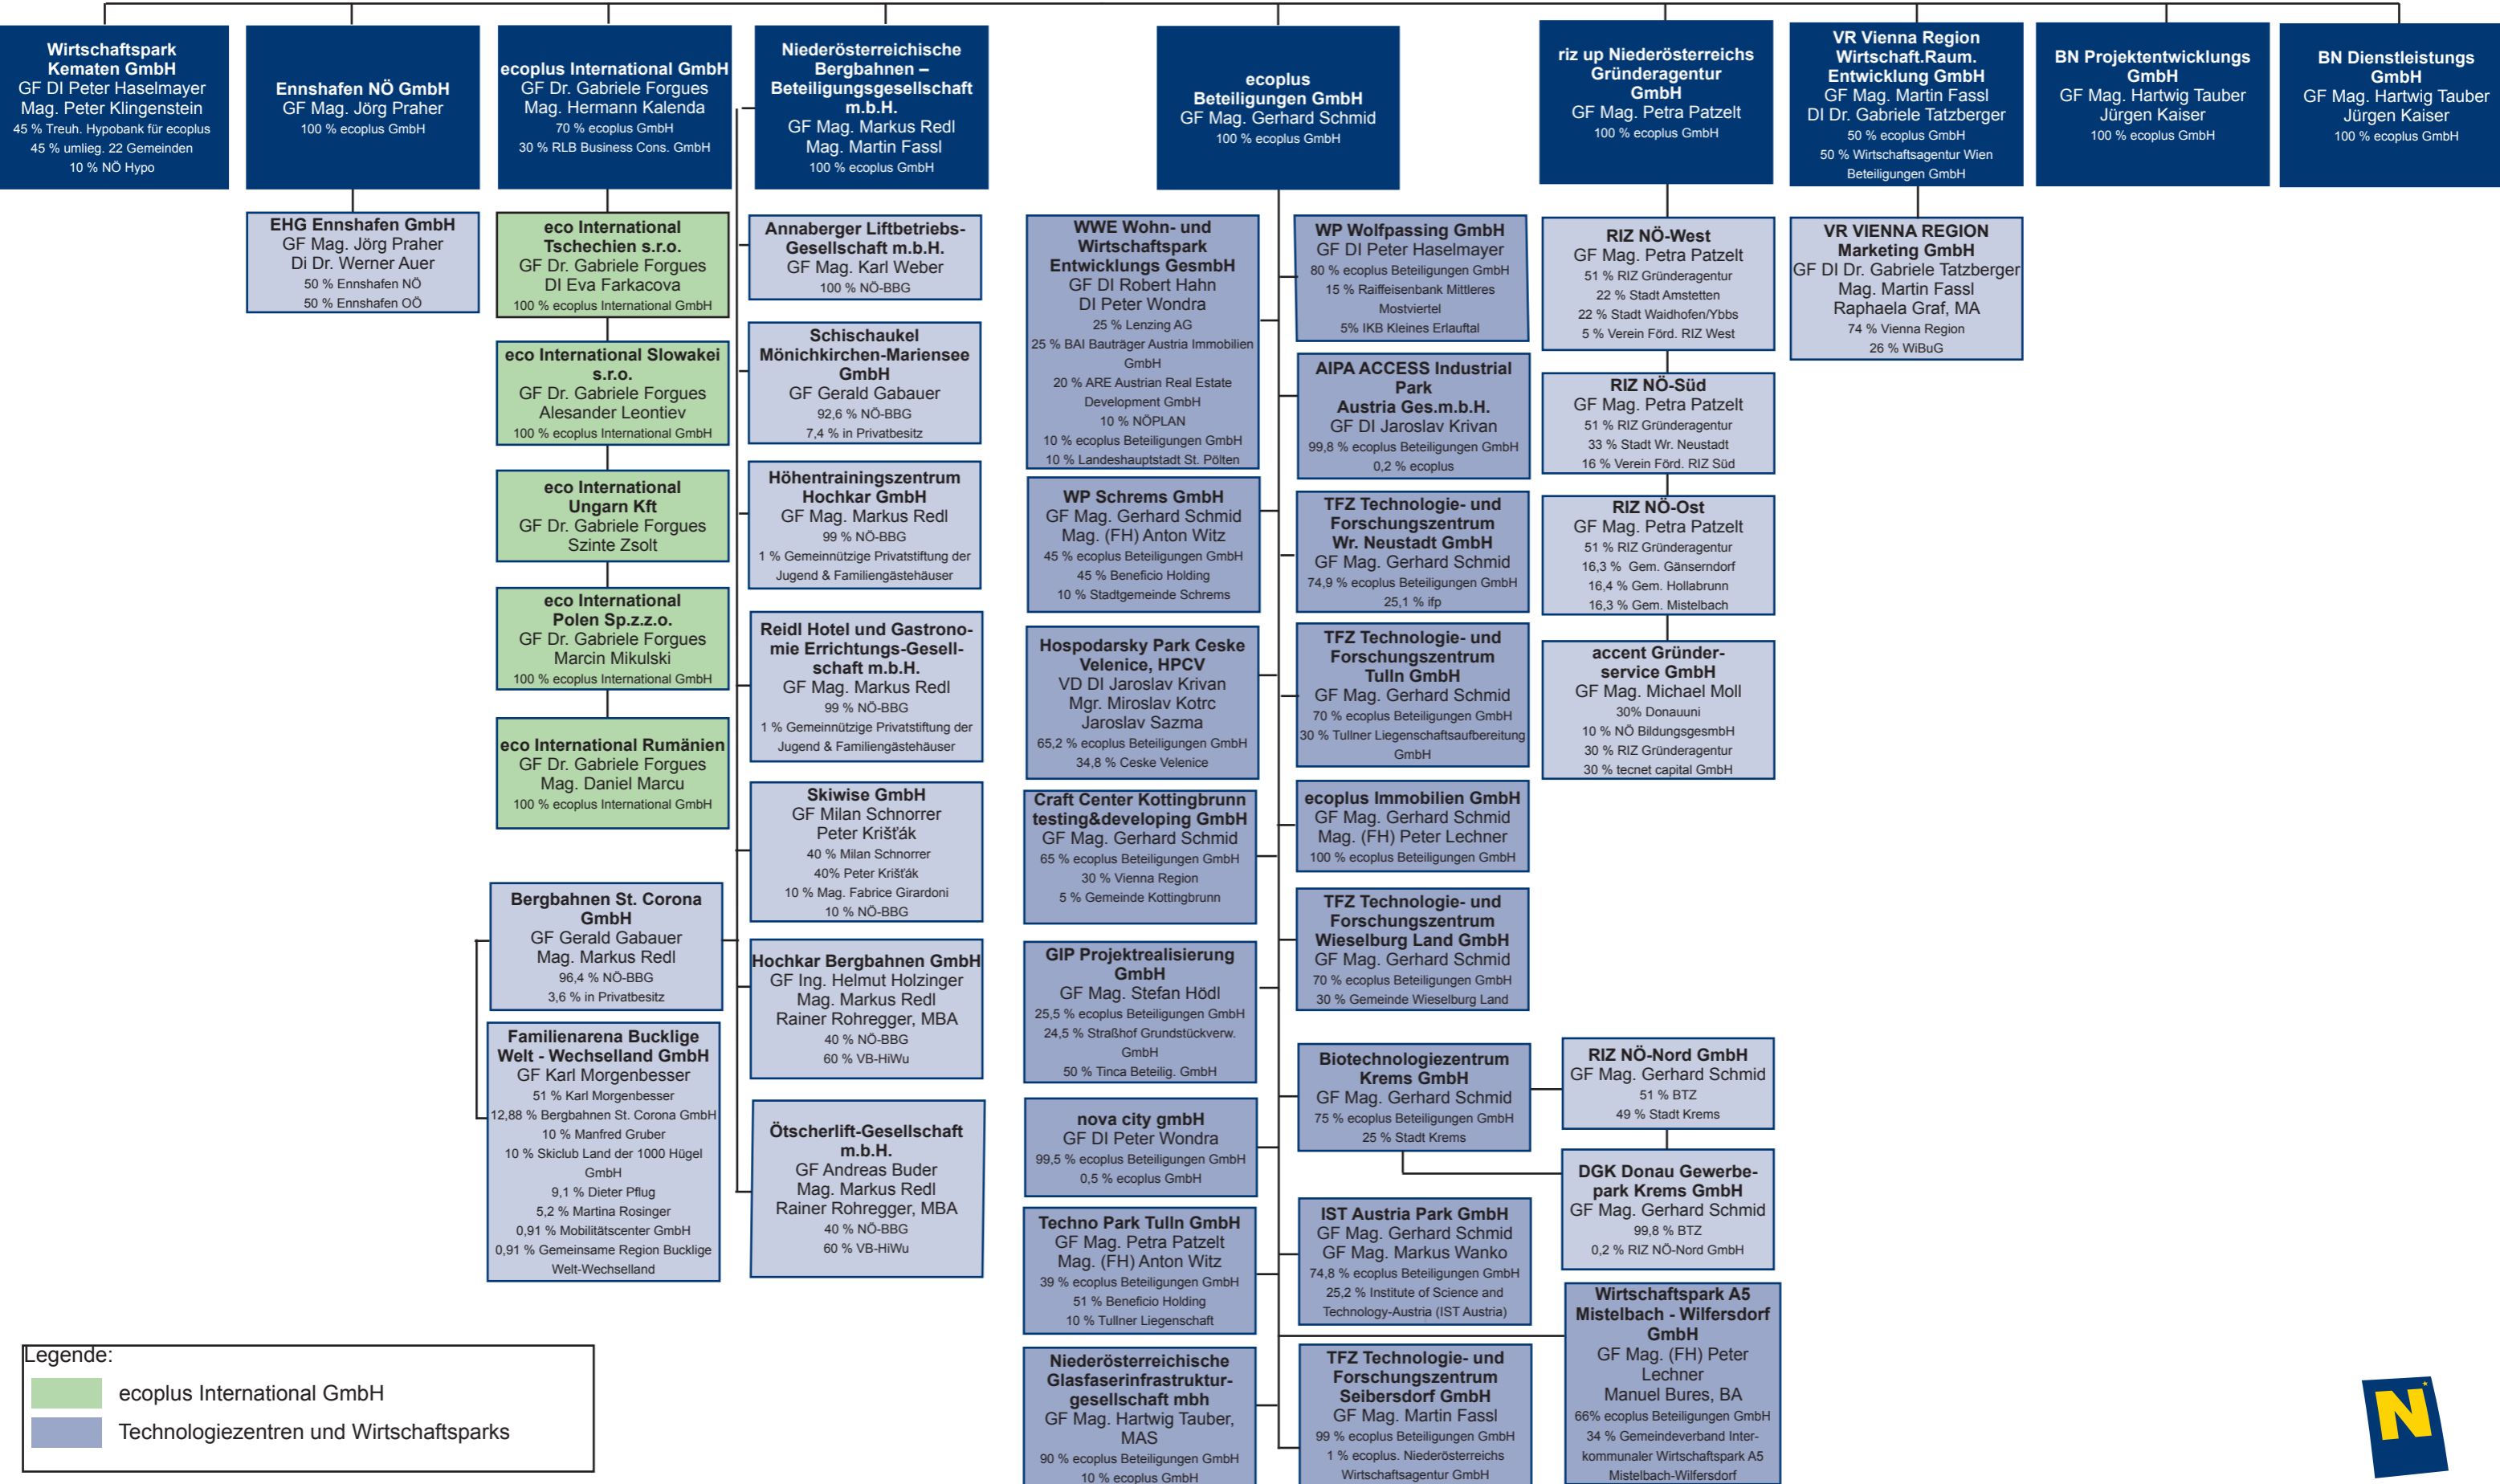 Wirtschaftspark
Kematen GmbH
GF DI Peter Haselmayer
Mag. Peter Klingenstein
45 % Treuh. Hypobank für ecoplus
45 % umlieg. 22 Gemeinden
10 % NÖ Hypo
Ennshafen NÖ GmbH
GF Mag. Jörg Praher
100 % ecoplus GmbH
ecoplus International GmbH
GF Dr. Gabriele Forgues
Mag. Hermann Kalenda
70 % ecoplus GmbH
30 % RLB Business Cons. GmbH
Niederösterreichische
Bergbahnen –
Beteiligungsgesellschaft
m.b.H.
GF Mag. Markus Redl
Mag. Martin Fassl
100 % ecoplus GmbH
ecoplus
Beteiligungen GmbH
GF Mag. Gerhard Schmid
100 % ecoplus GmbH
riz up Niederösterreichs
Gründeragentur
GmbH
GF Mag. Petra Patzelt
100 % ecoplus GmbH
VR Vienna Region
Wirtschaft.Raum.
Entwicklung GmbH
GF Mag. Martin Fassl
DI Dr. Gabriele Tatzberger
50 % ecoplus GmbH
50 % Wirtschaftsagentur Wien
Beteiligungen GmbH
BN Projektentwicklungs
GmbH
GF Mag. Hartwig Tauber
Jürgen Kaiser
100 % ecoplus GmbH
BN Dienstleistungs
GmbH
GF Mag. Hartwig Tauber
Jürgen Kaiser
100 % ecoplus GmbH
EHG Ennshafen GmbH
GF Mag. Jörg Praher
Di Dr. Werner Auer
50 % Ennshafen NÖ
50 % Ennshafen OÖ
eco International
Tschechien s.r.o.
GF Dr. Gabriele Forgues
DI Eva Farkacova
100 % ecoplus International GmbH
eco International Slowakei
s.r.o.
GF Dr. Gabriele Forgues
Alesander Leontiev
100 % ecoplus International GmbH
eco International
Ungarn Kft
GF Dr. Gabriele Forgues
Szinte Zsolt
eco International
Polen Sp.z.z.o.
GF Dr. Gabriele Forgues
Marcin Mikulski
100 % ecoplus International GmbH
eco International Rumänien
GF Dr. Gabriele Forgues
Mag. Daniel Marcu
100 % ecoplus International GmbH
Bergbahnen St. Corona
GmbH
GF Gerald Gabauer
Mag. Markus Redl
96,4 % NÖ-BBG
3,6 % in Privatbesitz
Familienarena Bucklige
Welt - Wechselland GmbH
GF Karl Morgenbesser
51 % Karl Morgenbesser
12,88 % Bergbahnen St. Corona GmbH
10 % Manfred Gruber
10 % Skiclub Land der 1000 Hügel
GmbH
9,1 % Dieter Pflug
5,2 % Martina Rosinger
0,91 % Mobilitätscenter GmbH
0,91 % Gemeinsame Region Bucklige
Welt-Wechselland
Annaberger Liftbetriebs-
Gesellschaft m.b.H.
GF Mag. Karl Weber
100 % NÖ-BBG
Schischaukel
Mönichkirchen-Mariensee
GmbH
GF Gerald Gabauer
92,6 % NÖ-BBG
7,4 % in Privatbesitz
Höhentrainingszentrum
Hochkar GmbH
GF Mag. Markus Redl
99 % NÖ-BBG
1 % Gemeinnützige Privatstiftung der
Jugend & Familiengästehäuser
Reidl Hotel und Gastrono-
mie Errichtungs-Gesell-
schaft m.b.H.
GF Mag. Markus Redl
99 % NÖ-BBG
1 % Gemeinnützige Privatstiftung der
Jugend & Familiengästehäuser
Skiwise GmbH
GF Milan Schnorrer
Peter Krišťák
40 % Milan Schnorrer
40% Peter Krišťák
10 % Mag. Fabrice Girardoni
10 % NÖ-BBG
Hochkar Bergbahnen GmbH
GF Ing. Helmut Holzinger
Mag. Markus Redl
Rainer Rohregger, MBA
40 % NÖ-BBG
60 % VB-HiWu
Ötscherlift-Gesellschaft
m.b.H.
GF Andreas Buder
Mag. Markus Redl
Rainer Rohregger, MBA
40 % NÖ-BBG
60 % VB-HiWu
WWE Wohn- und
Wirtschaftspark
Entwicklungs GesmbH
GF DI Robert Hahn
DI Peter Wondra
25 % Lenzing AG
25 % BAI Bauträger Austria Immobilien
GmbH
20 % ARE Austrian Real Estate
Development GmbH
10 % NÖPLAN
10 % ecoplus Beteiligungen GmbH
10 % Landeshauptstadt St. Pölten
WP Schrems GmbH
GF Mag. Gerhard Schmid
Mag. (FH) Anton Witz
45 % ecoplus Beteiligungen GmbH
45 % Beneficio Holding
10 % Stadtgemeinde Schrems
Hospodarsky Park Ceske
Velenice, HPCV
VD DI Jaroslav Krivan
Mgr. Miroslav Kotrc
Jaroslav Sazma
65,2 % ecoplus Beteiligungen GmbH
34,8 % Ceske Velenice
Craft Center Kottingbrunn
testing&developing GmbH
GF Mag. Gerhard Schmid
65 % ecoplus Beteiligungen GmbH
30 % Vienna Region
5 % Gemeinde Kottingbrunn
GIP Projektrealisierung
GmbH
GF Mag. Stefan Hödl
25,5 % ecoplus Beteiligungen GmbH
24,5 % Straßhof Grundstückverw.
GmbH
50 % Tinca Beteilig. GmbH
nova city gmbH
GF DI Peter Wondra
99,5 % ecoplus Beteiligungen GmbH
0,5 % ecoplus GmbH
Techno Park Tulln GmbH
GF Mag. Petra Patzelt
Mag. (FH) Anton Witz
39 % ecoplus Beteiligungen GmbH
51 % Beneficio Holding
10 % Tullner Liegenschaft
Niederösterreichische
Glasfaserinfrastruktur-
gesellschaft mbh
GF Mag. Hartwig Tauber,
MAS
90 % ecoplus Beteiligungen GmbH
10 % ecoplus GmbH
WP Wolfpassing GmbH
GF DI Peter Haselmayer
80 % ecoplus Beteiligungen GmbH
15 % Raiffeisenbank Mittleres
Mostviertel
5% IKB Kleines Erlauftal
AIPA ACCESS Industrial
Park
Austria Ges.m.b.H.
GF DI Jaroslav Krivan
99,8 % ecoplus Beteiligungen GmbH
0,2 % ecoplus
TFZ Technologie- und
Forschungszentrum
Wr. Neustadt GmbH
GF Mag. Gerhard Schmid
74,9 % ecoplus Beteiligungen GmbH
25,1 % ifp
TFZ Technologie- und
Forschungszentrum
Tulln GmbH
GF Mag. Gerhard Schmid
70 % ecoplus Beteiligungen GmbH
30 % Tullner Liegenschaftsaufbereitung
GmbH
ecoplus Immobilien GmbH
GF Mag. Gerhard Schmid
Mag. (FH) Peter Lechner
100 % ecoplus Beteiligungen GmbH
TFZ Technologie- und
Forschungszentrum
Wieselburg Land GmbH
GF Mag. Gerhard Schmid
70 % ecoplus Beteiligungen GmbH
30 % Gemeinde Wieselburg Land
Biotechnologiezentrum
Krems GmbH
GF Mag. Gerhard Schmid
75 % ecoplus Beteiligungen GmbH
25 % Stadt Krems
IST Austria Park GmbH
GF Mag. Gerhard Schmid
GF Mag. Markus Wanko
74,8 % ecoplus Beteiligungen GmbH
25,2 % Institute of Science and
Technology-Austria (IST Austria)
TFZ Technologie- und
Forschungszentrum
Seibersdorf GmbH
GF Mag. Martin Fassl
99 % ecoplus Beteiligungen GmbH
1 % ecoplus. Niederösterreichs
Wirtschaftsagentur GmbH
RIZ NÖ-West
GF Mag. Petra Patzelt
51 % RIZ Gründeragentur
22 % Stadt Amstetten
22 % Stadt Waidhofen/Ybbs
5 % Verein Förd. RIZ West
RIZ NÖ-Süd
GF Mag. Petra Patzelt
51 % RIZ Gründeragentur
33 % Stadt Wr. Neustadt
16 % Verein Förd. RIZ Süd
RIZ NÖ-Ost
GF Mag. Petra Patzelt
51 % RIZ Gründeragentur
16,3 % Gem. Gänserndorf
16,4 % Gem. Hollabrunn
16,3 % Gem. Mistelbach
accent Gründer-
service GmbH
GF Mag. Michael Moll
30% Donauuni
10 % NÖ BildungsgesmbH
30 % RIZ Gründeragentur
30 % tecnet capital GmbH
RIZ NÖ-Nord GmbH
GF Mag. Gerhard Schmid
51 % BTZ
49 % Stadt Krems
DGK Donau Gewerbe-
park Krems GmbH
GF Mag. Gerhard Schmid
99,8 % BTZ
0,2 % RIZ NÖ-Nord GmbH
Wirtschaftspark A5
Mistelbach - Wilfersdorf
GmbH
GF Mag. (FH) Peter
Lechner
Manuel Bures, BA
66% ecoplus Beteiligungen GmbH
34 % Gemeindeverband Inter-
kommunaler Wirtschaftspark A5
Mistelbach-Wilfersdorf
VR VIENNA REGION
Marketing GmbH
GF DI Dr. Gabriele Tatzberger
Mag. Martin Fassl
Raphaela Graf, MA
74 % Vienna Region
26 % WiBuG
Legende:
ecoplus International GmbH
Technologiezentren und Wirtschaftsparks
N